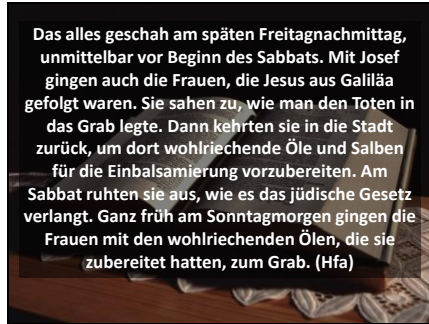 Das alles geschah am späten Freitagnachmittag,
unmittelbar vor Beginn des Sabbats. Mit Josef
gingen auch die Frauen, die Jesus aus Galiläa
gefolgt waren. Sie sahen zu, wie man den Toten in
das Grab legte. Dann kehrten sie in die Stadt
zurück, um dort wohlriechende Öle und Salben
für die Einbalsamierung vorzubereiten. Am
Sabbat ruhten sie aus, wie es das jüdische Gesetz
verlangt. Ganz früh am Sonntagmorgen gingen die
Frauen mit den wohlriechenden Ölen, die sie
zubereitet hatten, zum Grab. (Hfa)